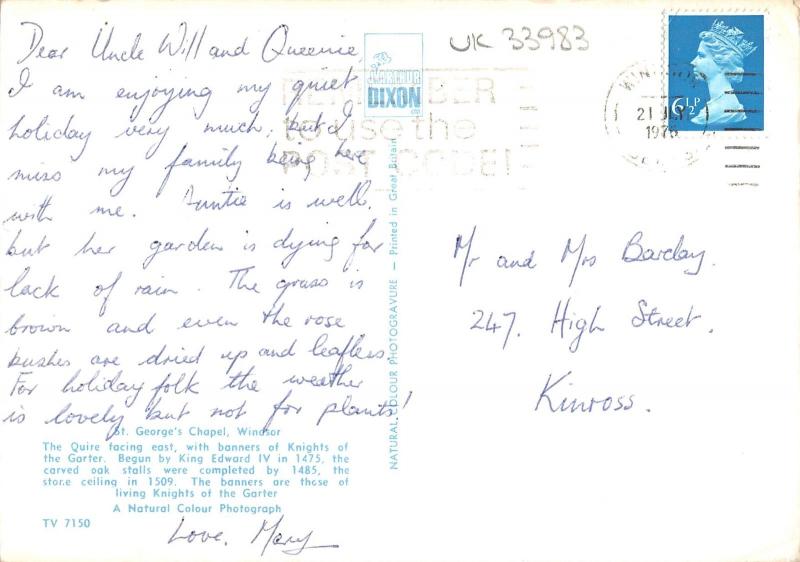 Dear Uncle Will and Queenie,
I am enjoying my quiet
holiday very much, but I
miss my family being here
with me. Auntie is well,
but her garden is dying for
lack of rain. The grass is
brown and even the rose
bushes are dried up and leafless.
For holiday folk the weather
is lovely but not for plants!
St. George's Chapel, Windsor
The Quire facing east, with banners of Knights of
the Garter. Begun by King Edward IV in 1475, the
carved oak stalls were completed by 1485, the
stone ceiling in 1509. The banners are those of
living Knights of the Garter
A Natural Colour Photograph
TV 7150
Love, Mary
J. ARTHUR
DIXON
NATURAL COLOUR PHOTOGRAVURE — Printed in Great Britain
UK 33983
REMEMBER
to use the
POST CODE!
WINDSOR
21 JLY
1976
6½P
Mr and Mrs Barclay.
247, High Street.
Kinross.